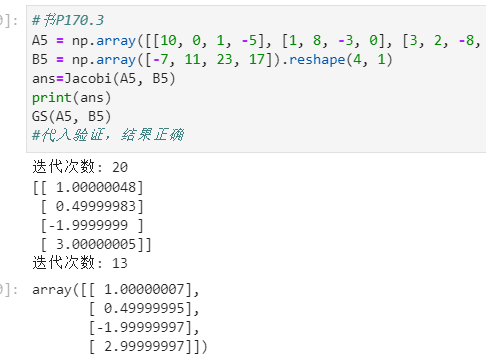 ]:
#书P170.3
A5 = np.array([[10, 0, 1, -5], [1, 8, -3, 0], [3, 2, -8,
B5 = np.array([-7, 11, 23, 17]).reshape(4, 1)
ans=Jacobi(A5, B5)
print(ans)
GS(A5, B5)
#代入验证，结果正确
迭代次数: 20
[[ 1.00000048]
[ 0.49999983]
[-1.9999999 ]
[ 3.00000005]]
迭代次数: 13
]:
array([[ 1.00000007],
[ 0.49999995],
[-1.99999997],
[ 2.99999997]])